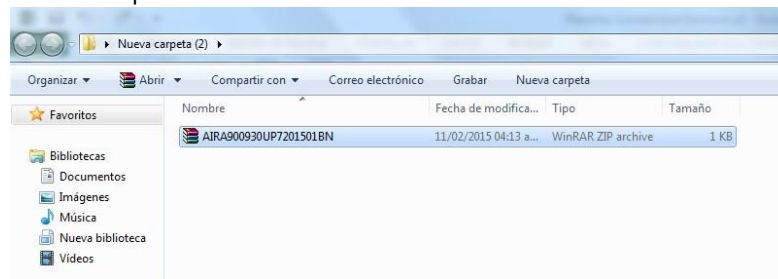 Nueva carpeta (2)
Organizar Abrir Compartir con Correo electrónico Grabar Nueva carpeta
Favoritos
Bibliotecas
Documentos
Imágenes
Música
Nueva biblioteca
Vídeos
Nombre Fecha de modifica... Tipo Tamaño
AIRA900930UP7201501BN 11/02/2015 04:13 a... WinRAR ZIP archive 1 KB